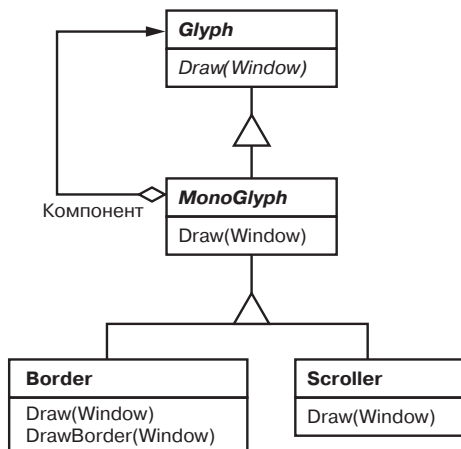 Glyph
Draw(Window)
MonoGlyph
Компонент
Draw(Window)
Border
Draw(Window)
DrawBorder(Window)
Scroller
Draw(Window)